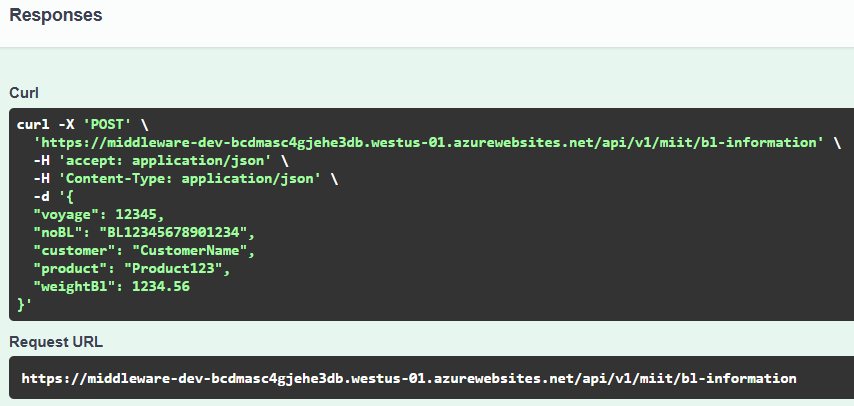 Responses
Curl
curl -X 'POST' \
  'https://middleware-dev-bcdmasc4gjehe3db.westus-01.azurewebsites.net/api/v1/miit/bl-information' \
  -H 'accept: application/json' \
  -H 'Content-Type: application/json' \
  -d '{
  "voyage": 12345,
  "noBL": "BL12345678901234",
  "customer": "CustomerName",
  "product": "Product123",
  "weightBl": 1234.56
}'
Request URL
https://middleware-dev-bcdmasc4gjehe3db.westus-01.azurewebsites.net/api/v1/miit/bl-information